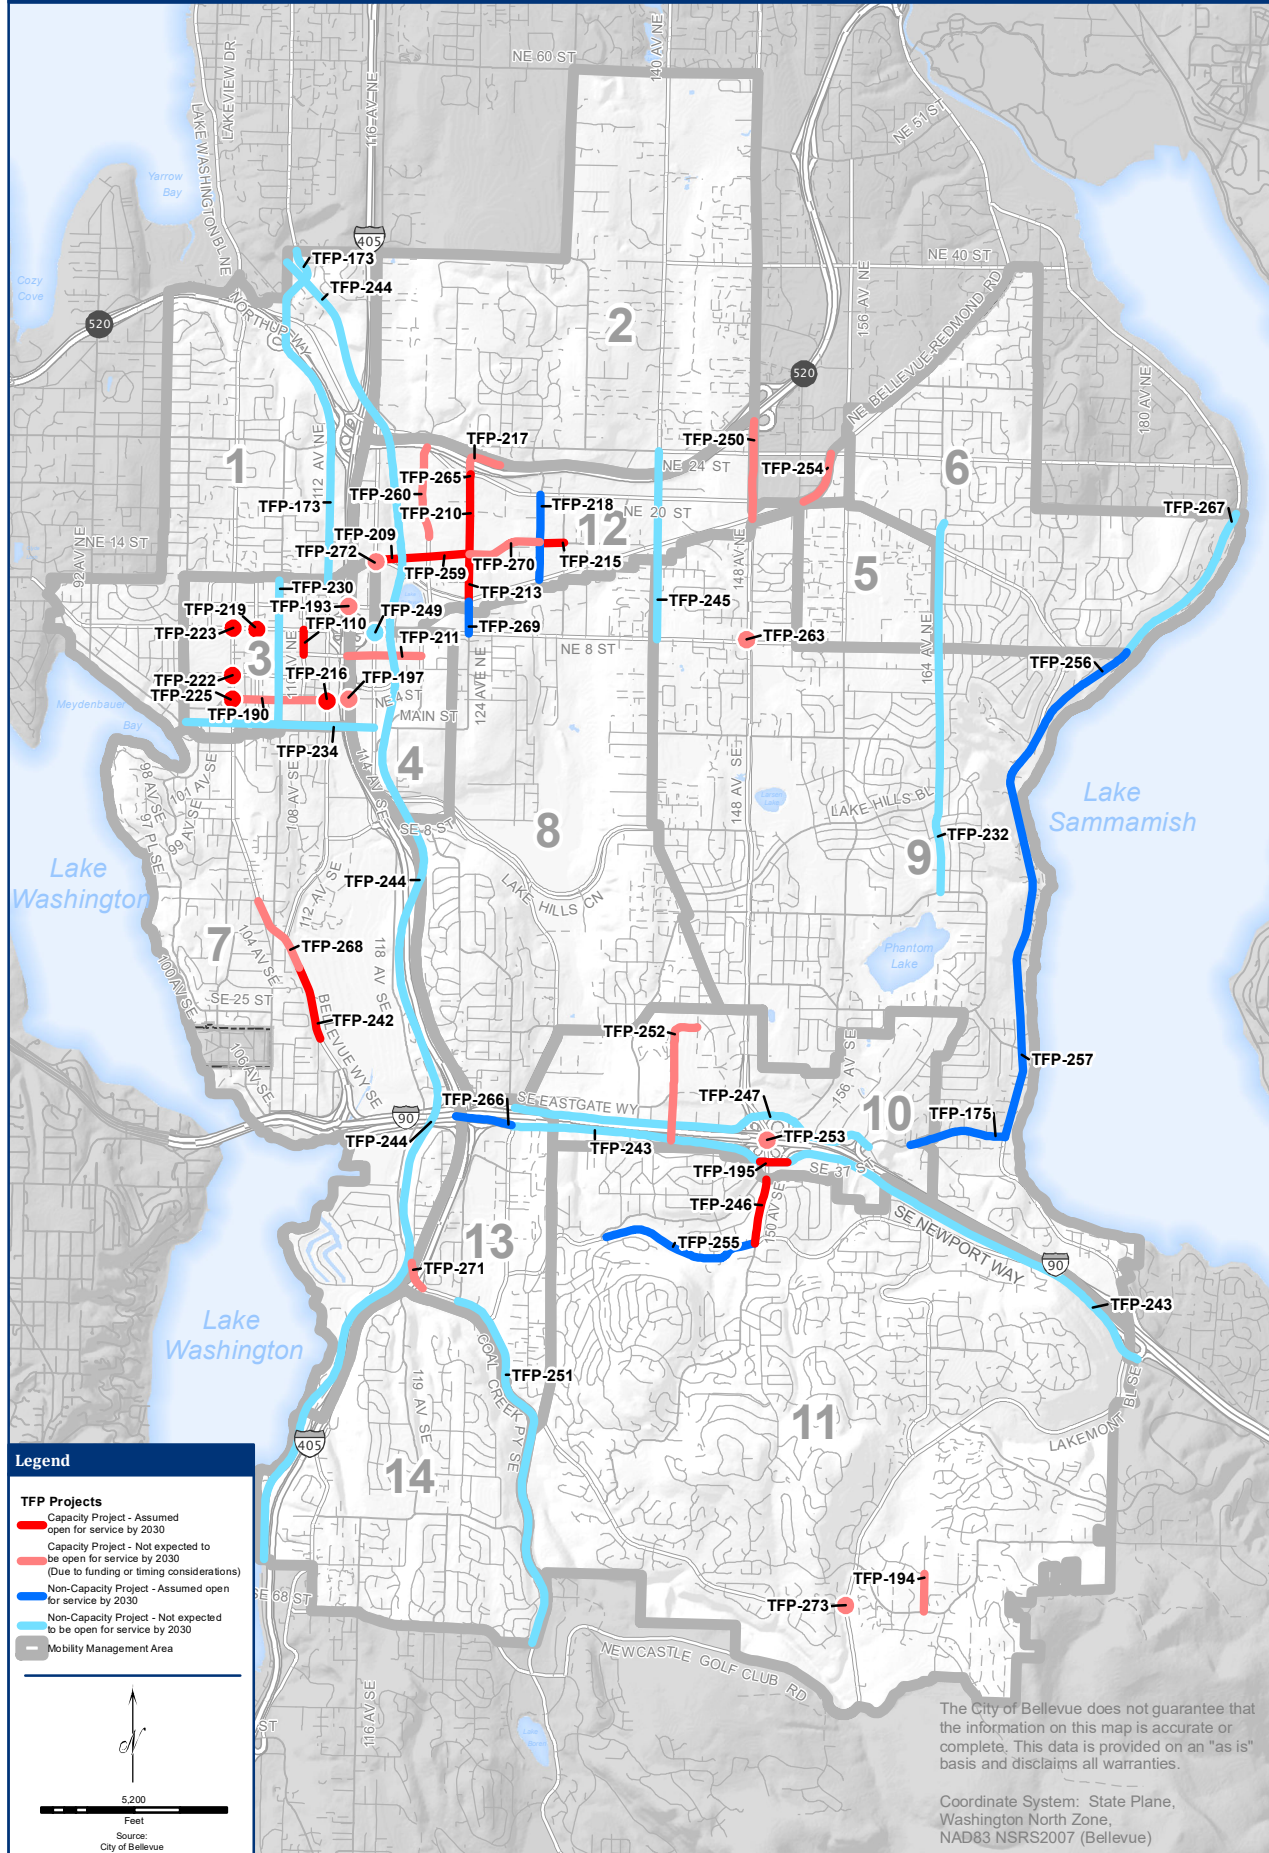 NE 60 ST
140 AV NE
LAKEVIEW DR
LAKE WASHINGTON BL NE
116 AV NE
NE 51 ST
Yarrow
Bay
405
TFP-173
NE 40 ST
Cozy
Cove
TFP-244
NE BELLEVUE-REDMOND RD
156 AV NE
NORTHUP WY
520
2
520
180 AV NE
TFP-217
TFP-250
1
112 AV NE
TFP-265
NE 24 ST
TFP-254
6
TFP-260
TFP-173
TFP-210
TFP-218
NE 20 ST
TFP-267
12
TFP-209
NE 14 ST
TFP-272
92 AV NE
TFP-259
TFP-270
TFP-215
148 AV NE
5
TFP-230
TFP-213
TFP-193
TFP-219
TFP-249
TFP-245
TFP-223
TFP-110
TFP-269
TFP-211
TFP-263
164 AV NE
NE 8 ST
3
110 AV NE
TFP-256
TFP-222
TFP-216
TFP-197
TFP-225
NE 4 ST
124 AVE NE
Meydenbauer
Bay
TFP-190
MAIN ST
TFP-234
114 AV SE
4
148 AV SE
98 AV SE
101 AV SE
108 AV SE
97 PL SE
99 AV SE
SE 8 ST
8
Larsen
Lake
LAKE HILLS BL
Lake
Sammamish
TFP-232
9
Lake
Washington
TFP-244
LAKE HILLS CN
112 AV SE
7
104 AV SE
TFP-268
118 AV SE
Phantom
Lake
100 AV SE
SE 25 ST
TFP-242
BELLEVUE WY SE
TFP-252
106 AV SE
156 AV SE
TFP-257
TFP-266
SE EASTGATE WY
TFP-247
10
TFP-175
90
TFP-244
TFP-243
TFP-253
TFP-195
SE 37 ST
TFP-246
150 AV SE
SE NEWPORT WAY
13
TFP-255
TFP-271
90
TFP-243
Lake
Washington
COAL CREEK PY SE
TFP-251
119 AV SE
11
LAKEMONT BL SE
405
14
TFP-194
TFP-273
SE 68 ST
NEWCASTLE GOLF CLUB RD
116 AV SE
ST
Legend
TFP Projects
Capacity Project - Assumed
open for service by 2030
Capacity Project - Not expected to
be open for service by 2030
(Due to funding or timing considerations)
Non-Capacity Project - Assumed open
for service by 2030
Non-Capacity Project - Not expected
to be open for service by 2030
Mobility Management Area
N
5,200
Feet
Source:
City of Bellevue
The City of Bellevue does not guarantee that
the information on this map is accurate or
complete. This data is provided on an "as is"
basis and disclaims all warranties.
Coordinate System: State Plane,
Washington North Zone,
NAD83 NSRS2007 (Bellevue)